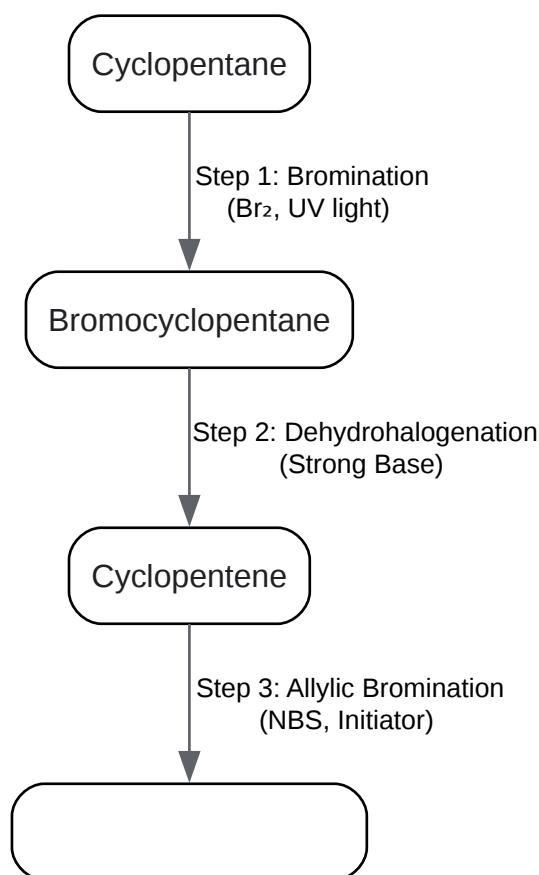 Cyclopentane
Step 1: Bromination
(Br₂, UV light)
Bromocyclopentane
Step 2: Dehydrohalogenation
(Strong Base)
Cyclopentene
Step 3: Allylic Bromination
(NBS, Initiator)